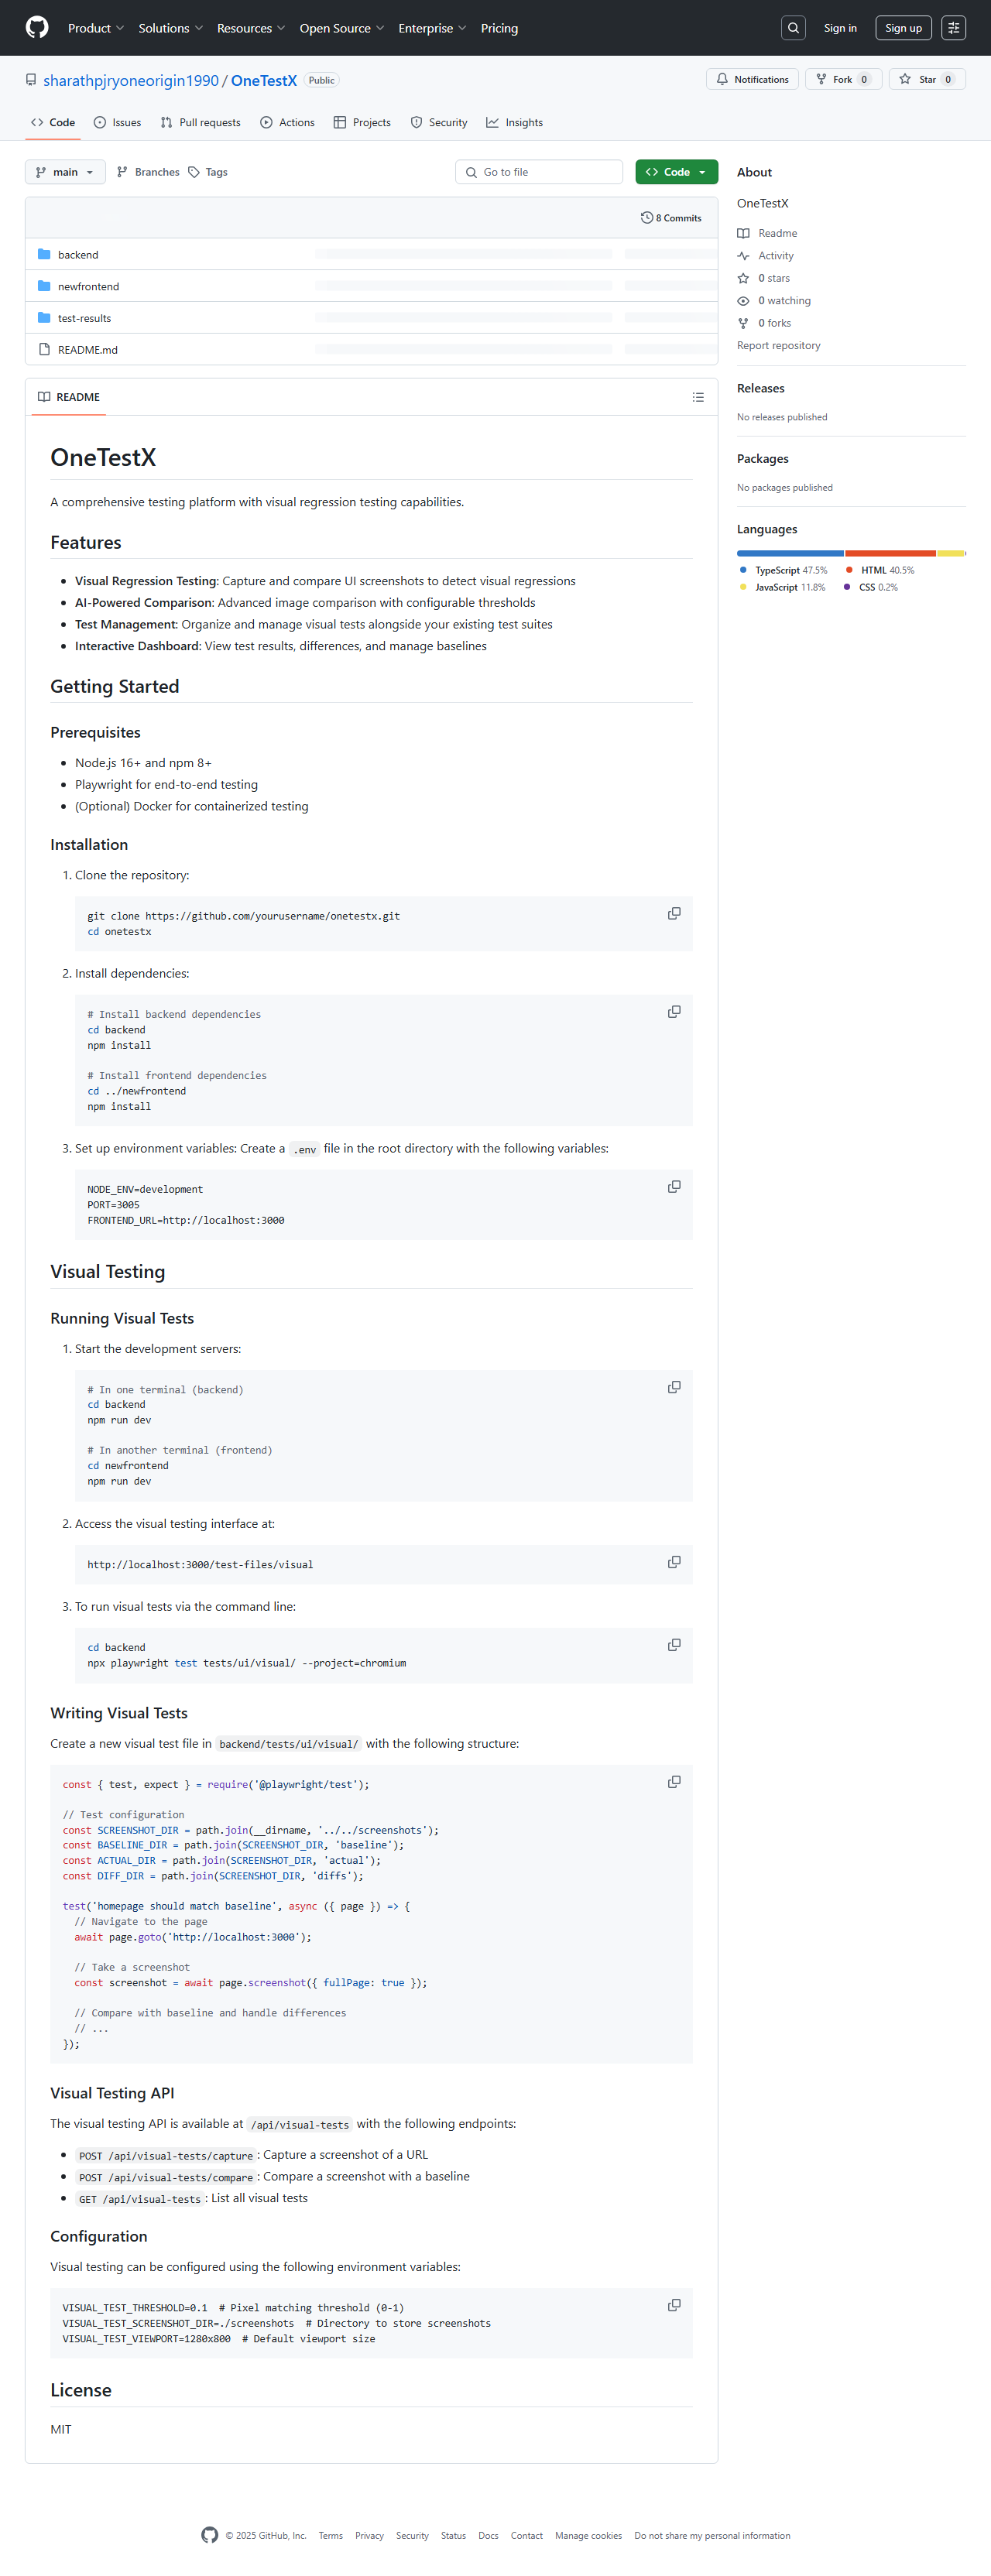 Product Solutions Resources Open Source Enterprise Pricing Sign in Sign up
sharathpjryoneorigin1990 / OneTestX Public Notifications Fork 0 Star 0
Code Issues Pull requests Actions Projects Security Insights
main Branches Tags Go to file Code
8 Commits
backend
newfrontend
test-results
README.md
About
OneTestX
Readme
Activity
0 stars
0 watching
0 forks
Report repository
Releases
No releases published
Packages
No packages published
Languages
TypeScript 47.5% HTML 40.5%
JavaScript 11.8% CSS 0.2%
README
OneTestX
A comprehensive testing platform with visual regression testing capabilities.
Features
Visual Regression Testing: Capture and compare UI screenshots to detect visual regressions
AI-Powered Comparison: Advanced image comparison with configurable thresholds
Test Management: Organize and manage visual tests alongside your existing test suites
Interactive Dashboard: View test results, differences, and manage baselines
Getting Started
Prerequisites
Node.js 16+ and npm 8+
Playwright for end-to-end testing
(Optional) Docker for containerized testing
Installation
1. Clone the repository:
git clone https://github.com/yourusername/onetestx.git
cd onetestx
2. Install dependencies:
# Install backend dependencies
cd backend
npm install
# Install frontend dependencies
cd ../newfrontend
npm install
3. Set up environment variables: Create a .env file in the root directory with the following variables:
NODE_ENV=development
PORT=3005
FRONTEND_URL=http://localhost:3000
Visual Testing
Running Visual Tests
1. Start the development servers:
# In one terminal (backend)
cd backend
npm run dev
# In another terminal (frontend)
cd newfrontend
npm run dev
2. Access the visual testing interface at:
http://localhost:3000/test-files/visual
3. To run visual tests via the command line:
cd backend
npx playwright test tests/ui/visual/ --project=chromium
Writing Visual Tests
Create a new visual test file in backend/tests/ui/visual/ with the following structure:
const { test, expect } = require('@playwright/test');
// Test configuration
const SCREENSHOT_DIR = path.join(__dirname, '../../screenshots');
const BASELINE_DIR = path.join(SCREENSHOT_DIR, 'baseline');
const ACTUAL_DIR = path.join(SCREENSHOT_DIR, 'actual');
const DIFF_DIR = path.join(SCREENSHOT_DIR, 'diffs');
test('homepage should match baseline', async ({ page }) => {
// Navigate to the page
await page.goto('http://localhost:3000');
// Take a screenshot
const screenshot = await page.screenshot({ fullPage: true });
// Compare with baseline and handle differences
// ...
});
Visual Testing API
The visual testing API is available at /api/visual-tests with the following endpoints:
POST /api/visual-tests/capture: Capture a screenshot of a URL
POST /api/visual-tests/compare: Compare a screenshot with a baseline
GET /api/visual-tests: List all visual tests
Configuration
Visual testing can be configured using the following environment variables:
VISUAL_TEST_THRESHOLD=0.1 # Pixel matching threshold (0-1)
VISUAL_TEST_SCREENSHOT_DIR=./screenshots # Directory to store screenshots
VISUAL_TEST_VIEWPORT=1280x800 # Default viewport size
License
MIT
© 2025 GitHub, Inc. Terms Privacy Security Status Docs Contact Manage cookies Do not share my personal information